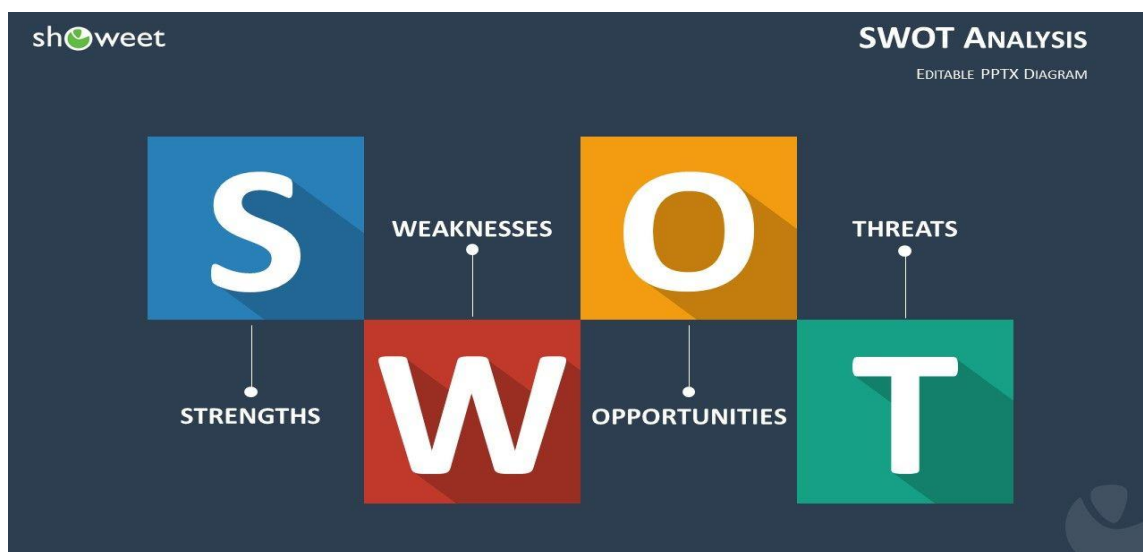 showeet
SWOT ANALYSIS
EDITABLE PPTX DIAGRAM
S
STRENGTHS
W
WEAKNESSES
O
OPPORTUNITIES
T
THREATS